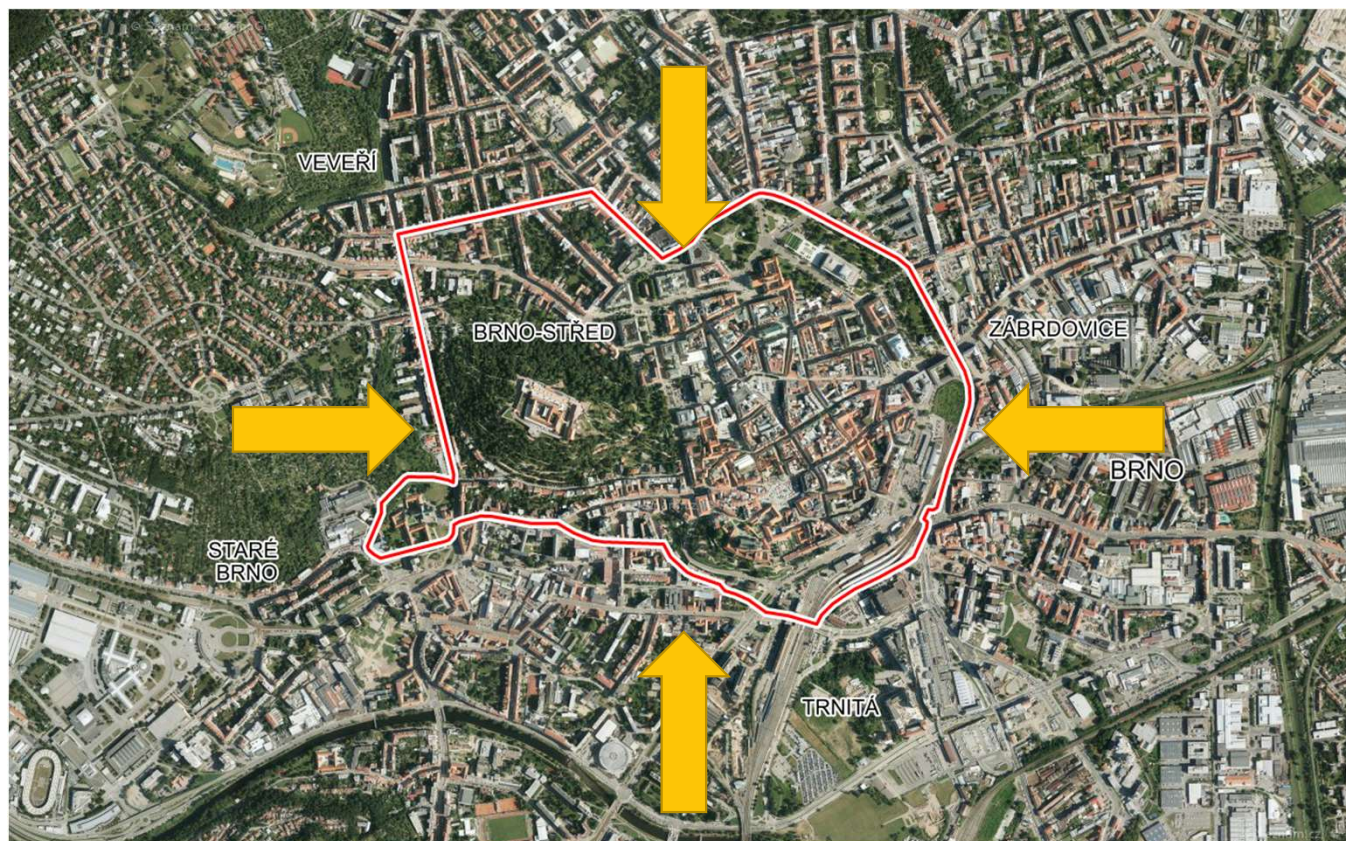 VEVEŘÍ
BRNO-STŘED
ZÁBRDOVICE
BRNO
STARÉ
BRNO
TRNITÁ